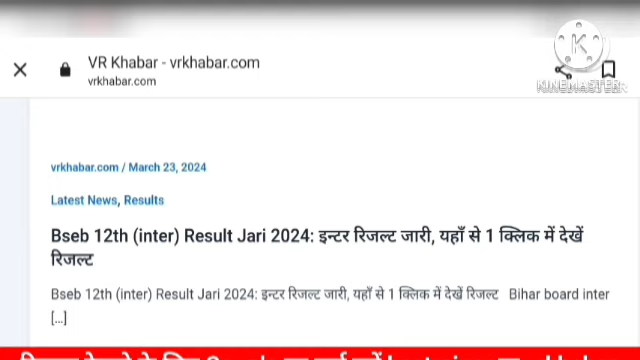 VR Khabar - vrkhabar.com
vrkhabar.com
KINEMASTER
vrkhabar.com / March 23, 2024
Latest News, Results
Bseb 12th (inter) Result Jari 2024: इन्टर रिजल्ट जारी, यहाँ से 1 क्लिक में देखें
रिजल्ट
Bseb 12th (inter) Result Jari 2024: इन्टर रिजल्ट जारी, यहाँ से 1 क्लिक में देखें रिजल्ट Bihar board inter
[...]